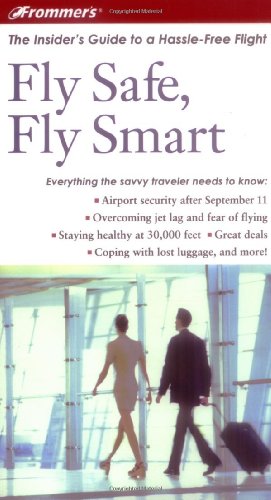 Frommer's®
The Insider's Guide to a Hassle-Free Flight
Fly Safe,
Fly Smart
Everything the savvy traveler needs to know:
▪ Airport security after September 11
▪ Overcoming jet lag and fear of flying
▪ Staying healthy at 30,000 feet ▪ Great deals
▪ Coping with lost luggage, and more!